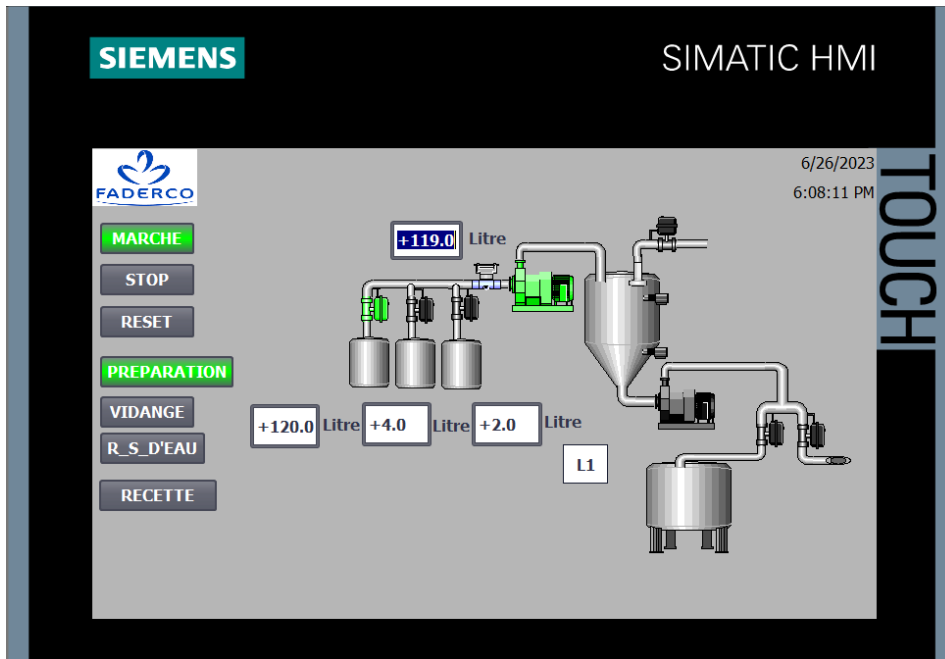 SIEMENS
SIMATIC HMI
TOUCH
FADERCO
6/26/2023
6:08:11 PM
MARCHE
STOP
RESET
PREPARATION
VIDANGE
R_S_D'EAU
RECETTE
+119.0 Litre
+120.0 Litre +4.0 Litre +2.0 Litre
L1